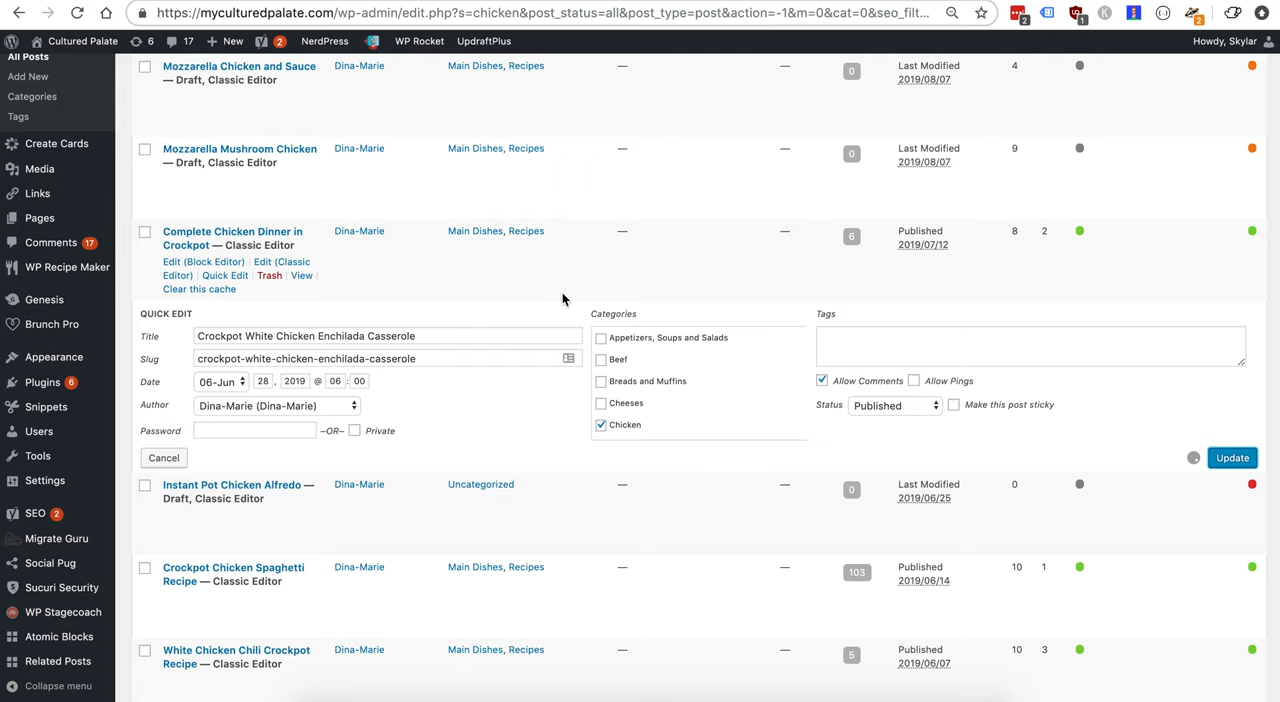 https://myculturedpalate.com/wp-admin/edit.php?s=chicken&post_status=all&post_type=post&action=-1&m=0&cat=0&seo_filt...
2
1
K
2
Cultured Palate
6
17
New
2
NerdPress
WP Rocket
UpdraftPlus
Howdy, Skylar
All Posts
Add New
Categories
Tags
Create Cards
Media
Links
Pages
Comments 17
WP Recipe Maker
Genesis
Brunch Pro
Appearance
Plugins 6
Snippets
Users
Tools
Settings
SEO 2
Migrate Guru
Social Pug
Sucuri Security
WP Stagecoach
Atomic Blocks
Related Posts
Collapse menu
Mozzarella Chicken and Sauce
— Draft, Classic Editor
Dina-Marie
Main Dishes, Recipes
—
—
0
Last Modified
2019/08/07
4
Mozzarella Mushroom Chicken
— Draft, Classic Editor
Dina-Marie
Main Dishes, Recipes
—
—
0
Last Modified
2019/08/07
9
Complete Chicken Dinner in
Crockpot — Classic Editor
Edit (Block Editor) | Edit (Classic
Editor) | Quick Edit | Trash | View |
Clear this cache
Dina-Marie
Main Dishes, Recipes
—
—
6
Published
2019/07/12
8
2
QUICK EDIT
Title Crockpot White Chicken Enchilada Casserole
Slug crockpot-white-chicken-enchilada-casserole
Date 06-Jun 28 , 2019 @ 06 : 00
Author Dina-Marie (Dina-Marie)
Password –OR– Private
Cancel
Categories
Appetizers, Soups and Salads
Beef
Breads and Muffins
Cheeses
Chicken
Tags
Allow Comments Allow Pings
Status Published Make this post sticky
Update
Instant Pot Chicken Alfredo —
Draft, Classic Editor
Dina-Marie
Uncategorized
—
—
0
Last Modified
2019/06/25
0
Crockpot Chicken Spaghetti
Recipe — Classic Editor
Dina-Marie
Main Dishes, Recipes
—
—
103
Published
2019/06/14
10
1
White Chicken Chili Crockpot
Recipe — Classic Editor
Dina-Marie
Main Dishes, Recipes
—
—
5
Published
2019/06/07
10
3